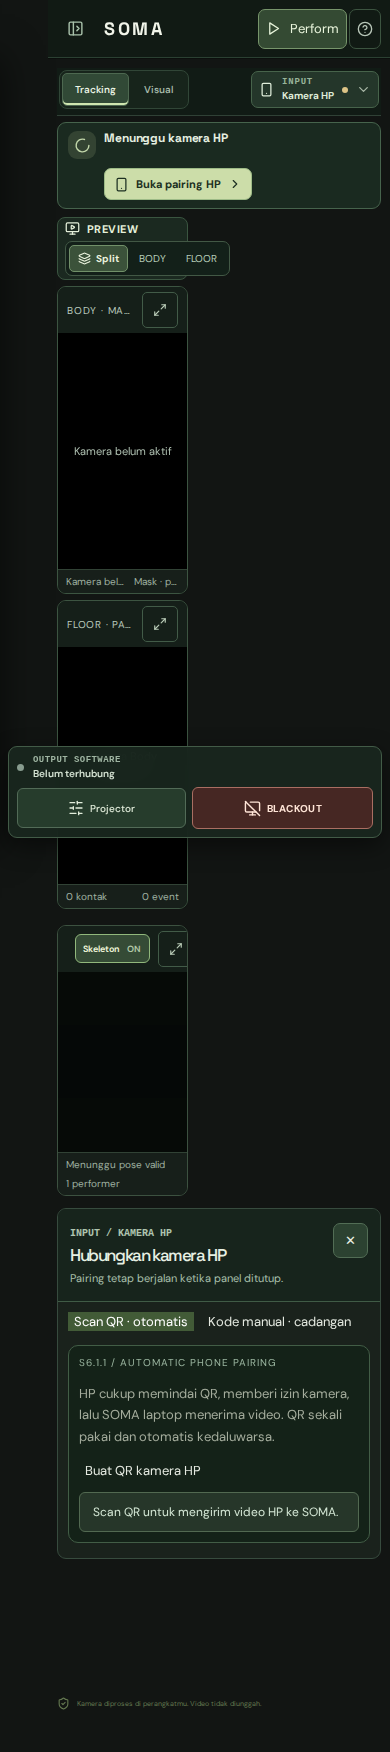 SOMA
Perform
Tracking
Visual
INPUT
Kamera HP
Menunggu kamera HP
Buka pairing HP
PREVIEW
Split
BODY
FLOOR
BODY · MA...
Kamera belum aktif
Kamera bel... Mask · p...
FLOOR · PA...
OUTPUT SOFTWARE
Belum terhubung
Projector
BLACKOUT
0 kontak 0 event
Skeleton ON
Menunggu pose valid
1 performer
INPUT / KAMERA HP
Hubungkan kamera HP
Pairing tetap berjalan ketika panel ditutup.
Scan QR · otomatis Kode manual · cadangan
S6.1.1 / AUTOMATIC PHONE PAIRING
HP cukup memindai QR, memberi izin kamera,
lalu SOMA laptop menerima video. QR sekali
pakai dan otomatis kedaluwarsa.
Buat QR kamera HP
Scan QR untuk mengirim video HP ke SOMA.
Kamera diproses di perangkatmu. Video tidak diunggah.